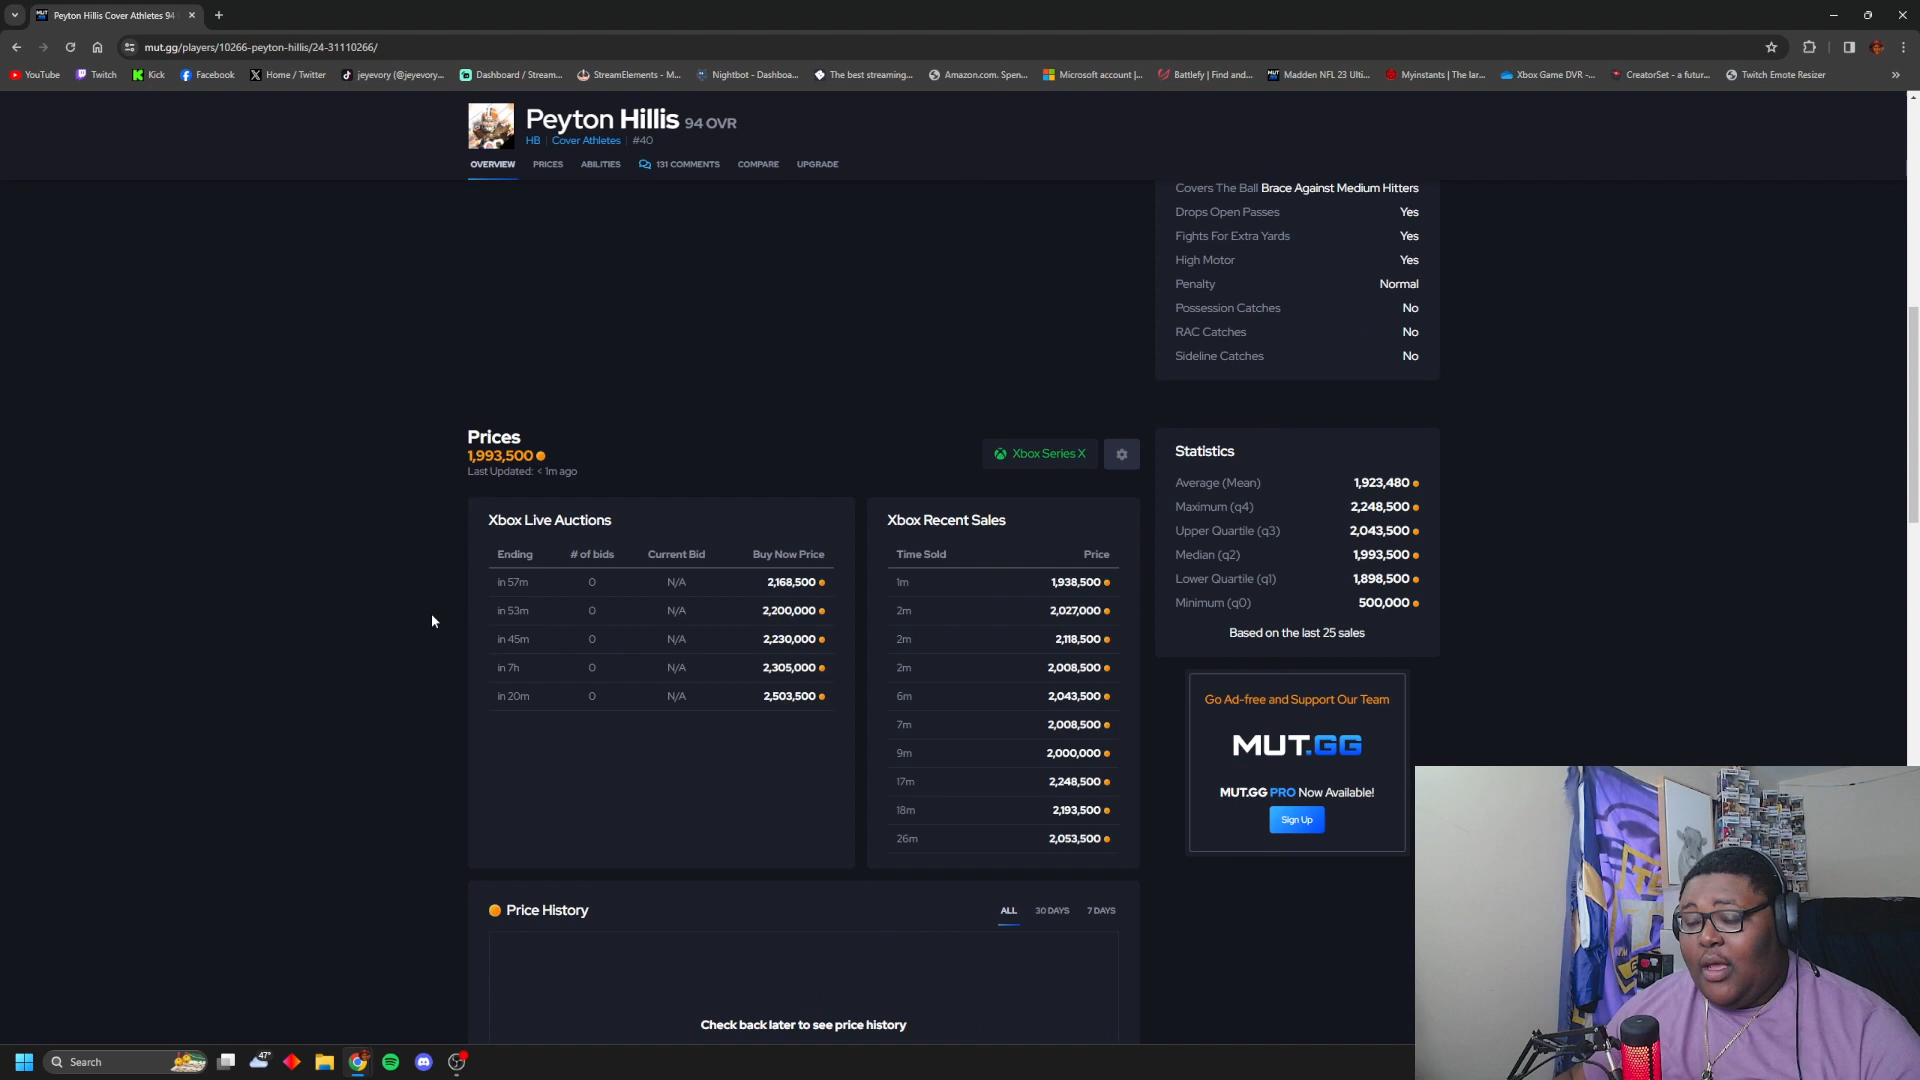 Peyton Hillis Cover Athletes 94
mut.gg/players/10266-peyton-hillis/24-31110266/
YouTube Twitch Kick Facebook Home / Twitter jeyevory (@jeyevory... Dashboard / Stream... StreamElements - M... Nightbot - Dashboa... The best streaming... Amazon.com. Spen... Microsoft account |... Battlefy | Find and... Madden NFL 23 Ulti... Myinstants | The lar... Xbox Game DVR -... CreatorSet - a futur... Twitch Emote Resizer
Peyton Hillis 94 OVR
HB Cover Athletes #40
OVERVIEW PRICES ABILITIES 131 COMMENTS COMPARE UPGRADE
Covers The Ball Brace Against Medium Hitters
Drops Open Passes Yes
Fights For Extra Yards Yes
High Motor Yes
Penalty Normal
Possession Catches No
RAC Catches No
Sideline Catches No
Prices
1,993,500
Last Updated: < 1m ago
Xbox Series X
Xbox Live Auctions
Ending # of bids Current Bid Buy Now Price
in 57m 0 N/A 2,168,500
in 53m 0 N/A 2,200,000
in 45m 0 N/A 2,230,000
in 7h 0 N/A 2,305,000
in 20m 0 N/A 2,503,500
Xbox Recent Sales
Time Sold Price
1m 1,938,500
2m 2,027,000
2m 2,118,500
2m 2,008,500
6m 2,043,500
7m 2,008,500
9m 2,000,000
17m 2,248,500
18m 2,193,500
26m 2,053,500
Statistics
Average (Mean) 1,923,480
Maximum (q4) 2,248,500
Upper Quartile (q3) 2,043,500
Median (q2) 1,993,500
Lower Quartile (q1) 1,898,500
Minimum (q0) 500,000
Based on the last 25 sales
Go Ad-free and Support Our Team
MUT.GG
MUT.GG PRO Now Available!
Sign Up
Price History
ALL 30 DAYS 7 DAYS
Check back later to see price history
Search
47°